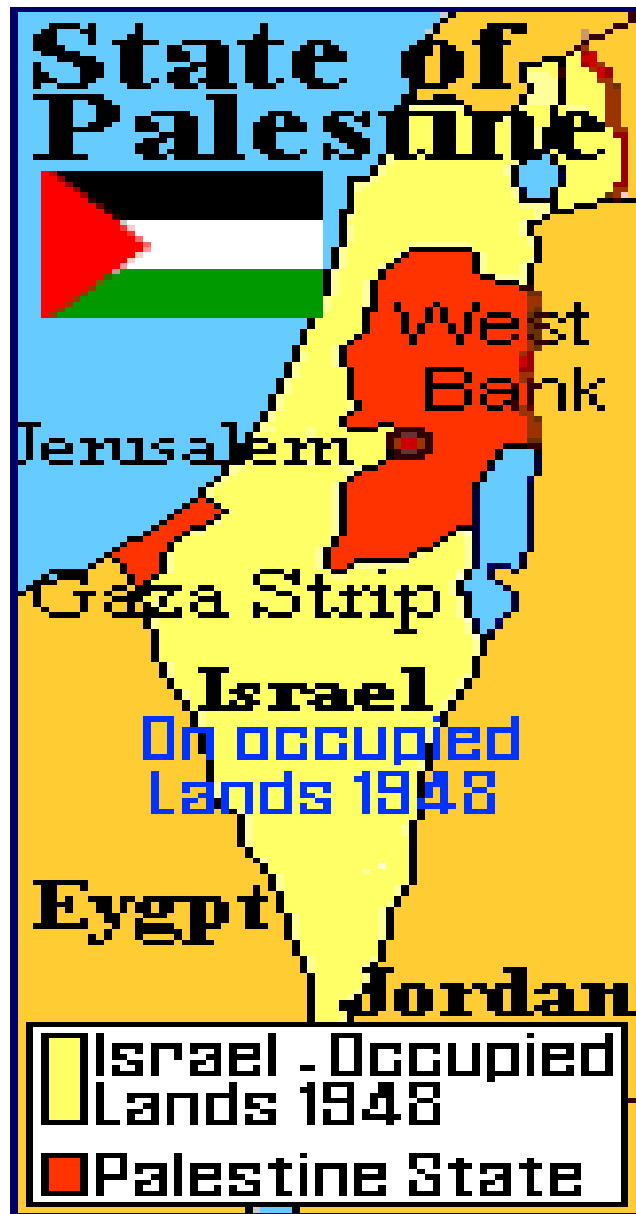 State of
Palestine
West
Bank
Jerusalem
Gaza Strip
Israel
On occupied
Lands 1948
Eygpt
Jordan
Israel - Occupied
Lands 1948
Palestine State